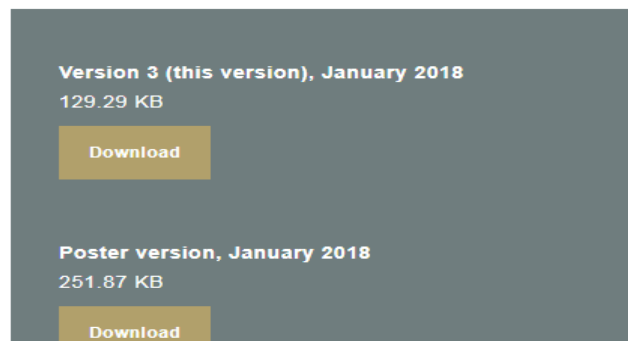 Version 3 (this version), January 2018
129.29 KB
Download
Poster version, January 2018
251.87 KB
Download